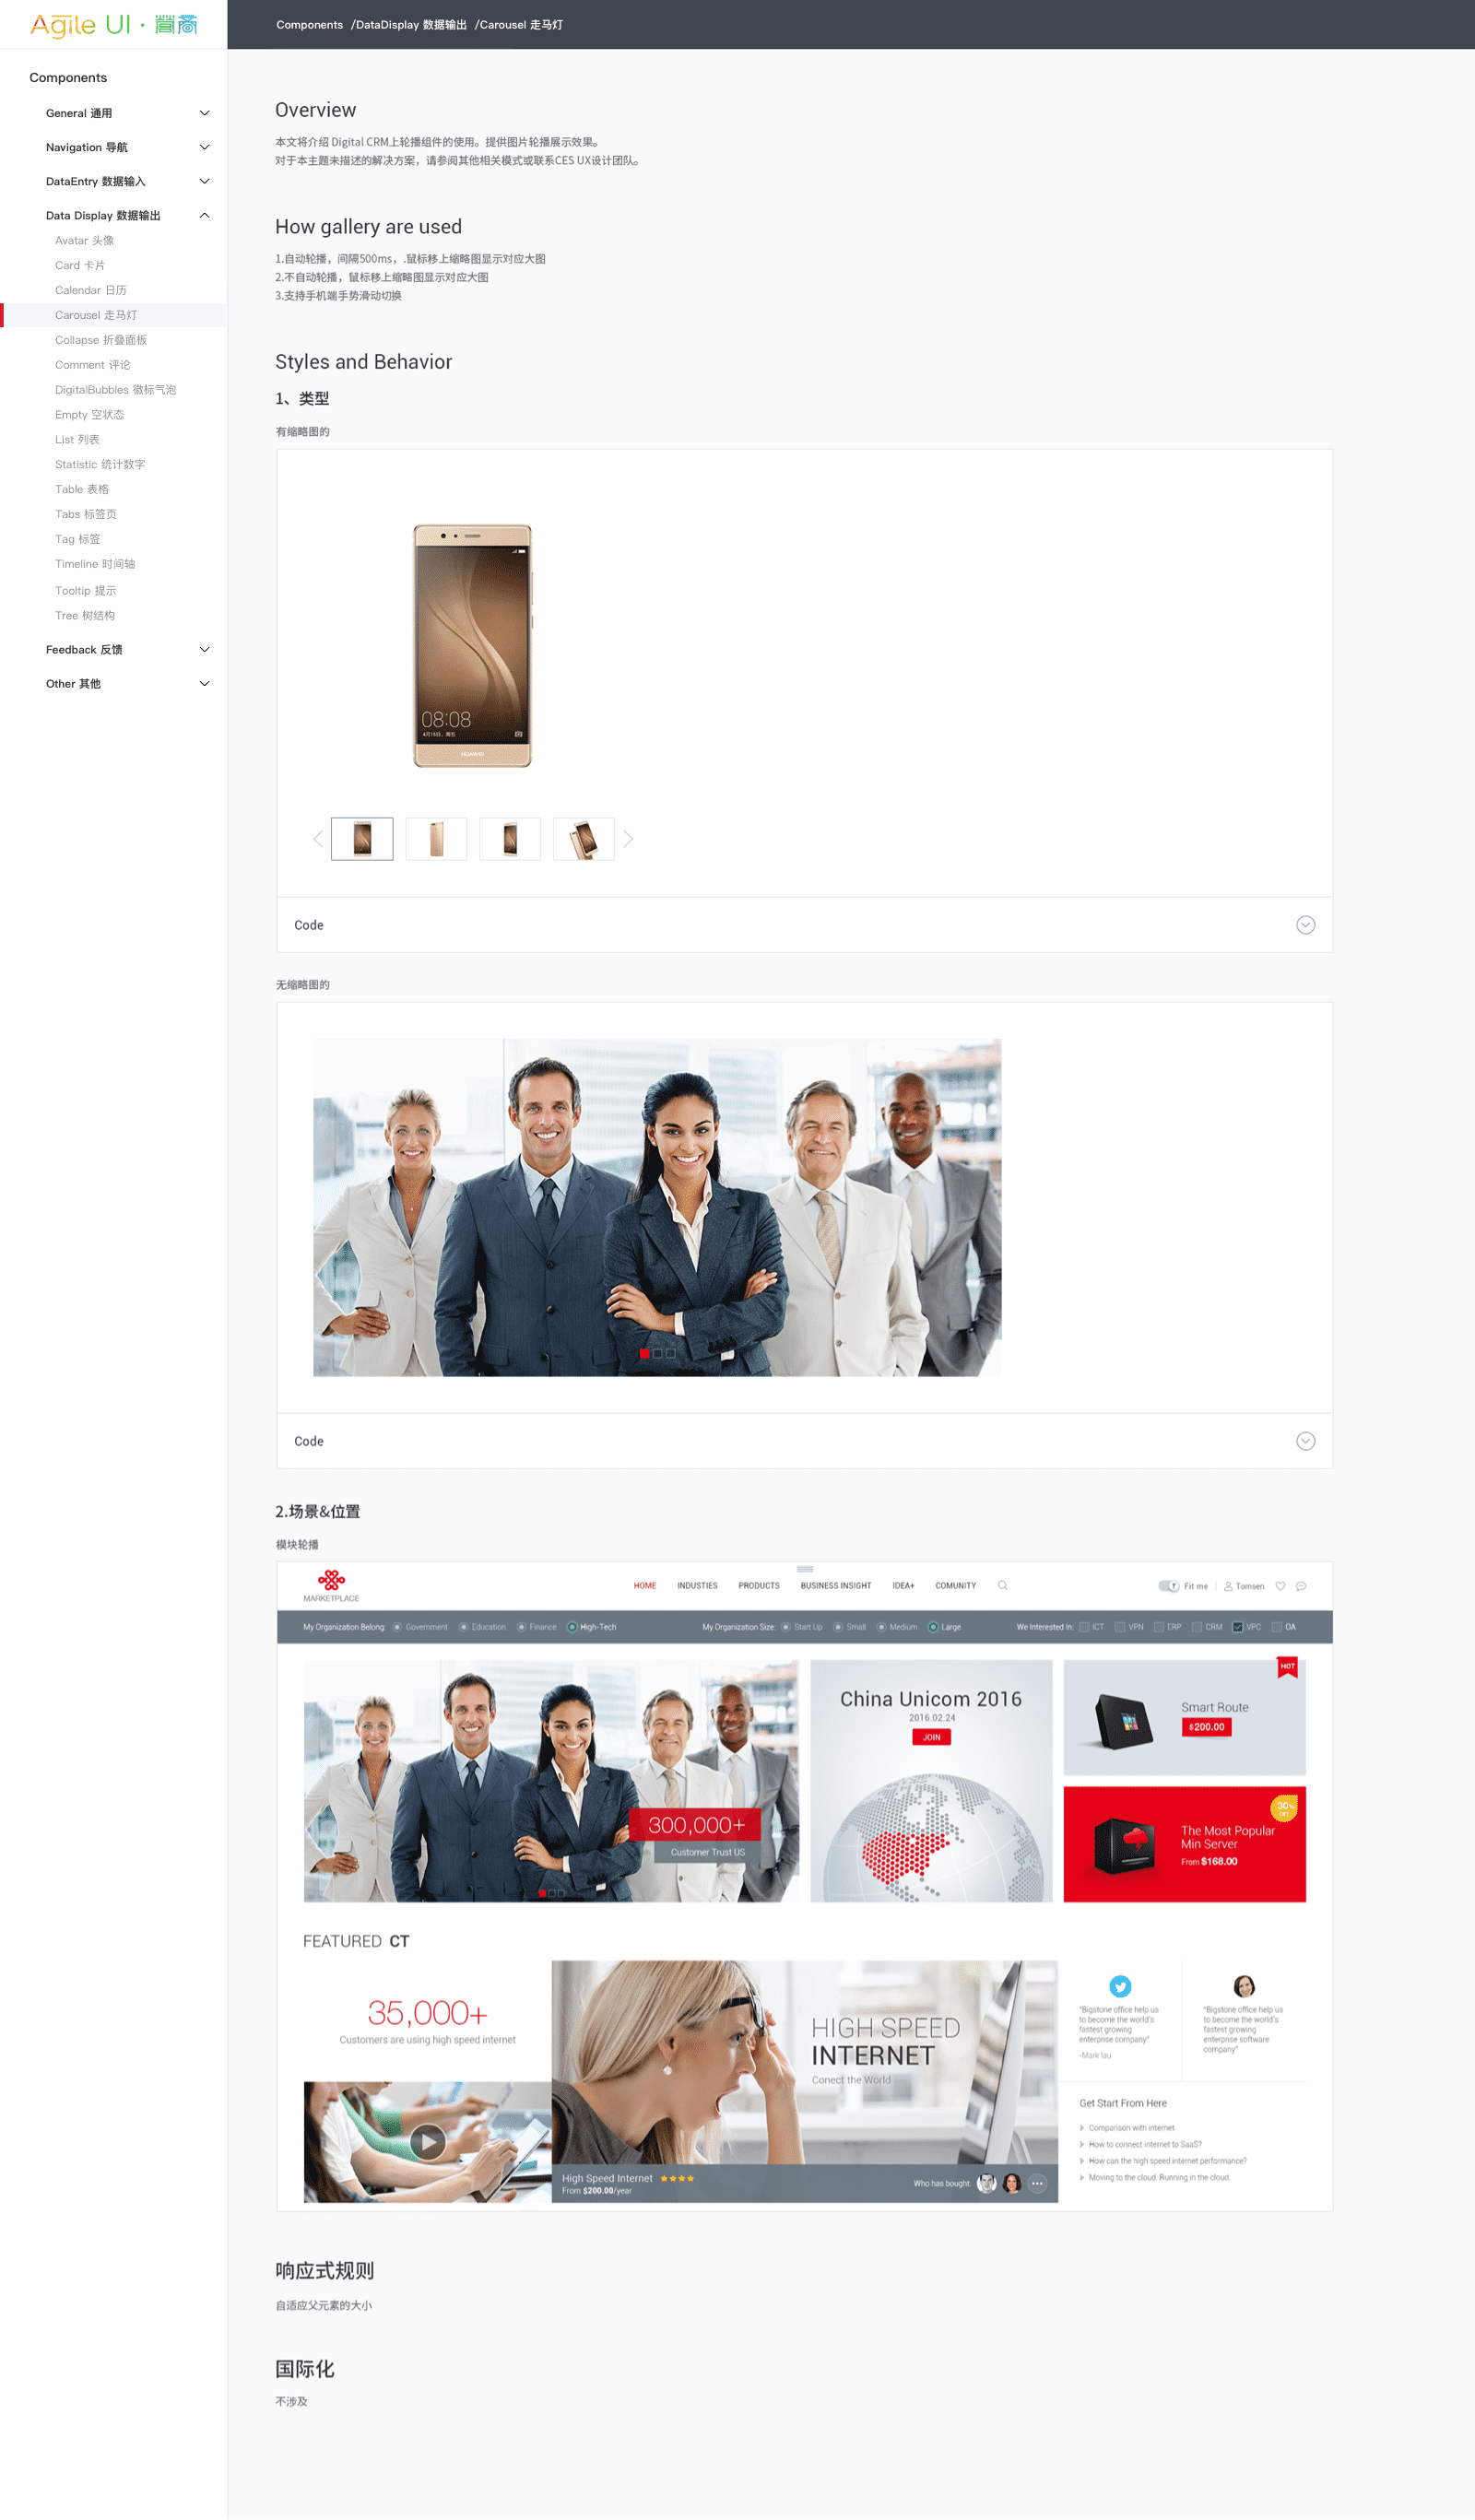 Agile UI · 營商
Components /DataDisplay 数据输出 /Carousel 走马灯
Components
General 通用
Navigation 导航
DataEntry 数据输入
Data Display 数据输出
Avatar 头像
Card 卡片
Calendar 日历
Carousel 走马灯
Collapse 折叠面板
Comment 评论
DigitalBubbles 徽标气泡
Empty 空状态
List 列表
Statistic 统计数字
Table 表格
Tabs 标签页
Tag 标签
Timeline 时间轴
Tooltip 提示
Tree 树结构
Feedback 反馈
Other 其他
Overview
本文将介绍 Digital CRM上轮播组件的使用。提供图片轮播展示效果。
对于本主题未描述的解决方案，请参阅其他相关模式或联系CES UX设计团队。
How gallery are used
1.自动轮播，间隔500ms，.鼠标移上缩略图显示对应大图
2.不自动轮播，鼠标移上缩略图显示对应大图
3.支持手机端手势滑动切换
Styles and Behavior
1、类型
有缩略图的
08:08
4月15日，周五
HUAWEI
Code
无缩略图的
Code
2.场景&位置
模块轮播
MARKETPLACE
HOME INDUSTIES PRODUCTS BUSINESS INSIGHT IDEA+ COMUNITY
Fit me Tomsen
My Organization Belong: Government Education Finance High-Tech
My Organization Size: Start Up Small Medium Large
We Interested In: ICT VPN ERP CRM VPC OA
300,000+
Customer Trust US
China Unicom 2016
2016.02.24
JOIN
HOT
Smart Route
$200.00
30%
OFF
The Most Popular
Min Server
From $168.00
FEATURED CT
35,000+
Customers are using high speed internet
HIGH SPEED
INTERNET
Conect the World
High Speed Internet
From $200.00/year
Who has bought:
"Bigstone office help us
to become the world's
fastest growing
enterprise company"
-Mark lau
"Bigstone office help us
to become the world's
fastest growing
enterprise software
company"
Get Start From Here
Comparison with internet
How to connect internet to SaaS?
How can the high speed internet performance?
Moving to the cloud. Running in the cloud.
响应式规则
自适应父元素的大小
国际化
不涉及